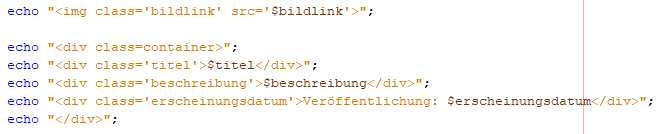 echo "<img class='bildlink' src='$bildlink'>";
echo "<div class=container>";
echo "<div class='titel'>$titel</div>";
echo "<div class='beschreibung'>$beschreibung</div>";
echo "<div class='erscheinungsdatum'>Veröffentlichung: $erscheinungsdatum</div>";
echo "</div>";